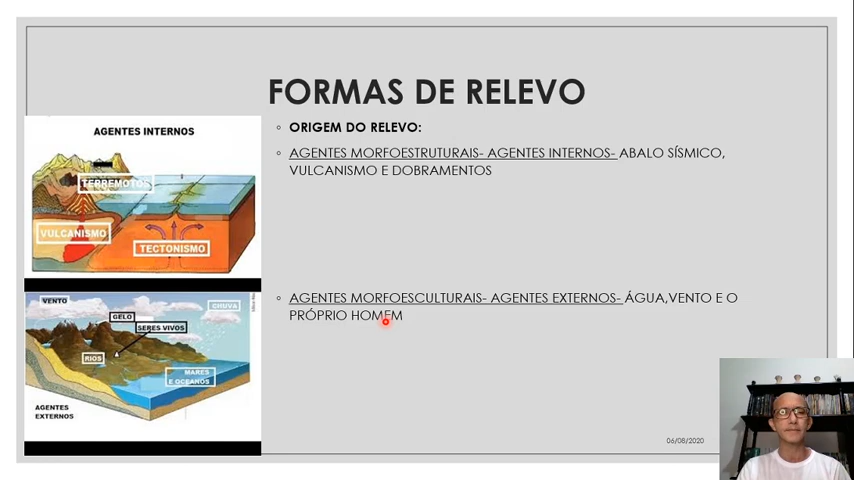 FORMAS DE RELEVO
AGENTES INTERNOS
TERREMOTOS
VULCANISMO
TECTONISMO
ORIGEM DO RELEVO:
AGENTES MORFOESTRUTURAIS- AGENTES INTERNOS- ABALO SÍSMICO,
VULCANISMO E DOBRAMENTOS
AGENTES MORFOESCULTURAIS- AGENTES EXTERNOS- ÁGUA,VENTO E O
PRÓPRIO HOMEM
VENTO
CHUVA
GELO
SERES VIVOS
RIOS
MARES
E OCEANOS
AGENTES
EXTERNOS
06/08/2020